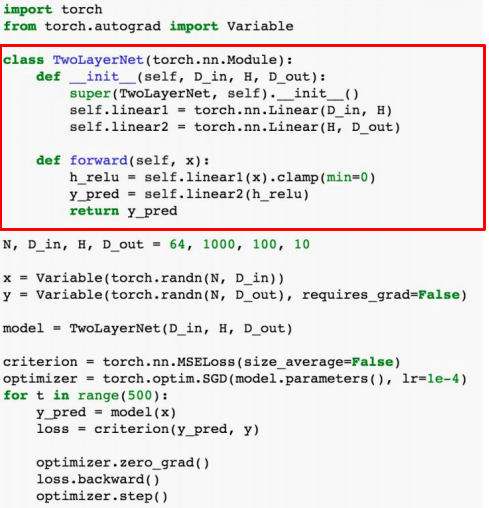 import torch
from torch.autograd import Variable
class TwoLayerNet(torch.nn.Module):
    def __init__(self, D_in, H, D_out):
        super(TwoLayerNet, self).__init__()
        self.linear1 = torch.nn.Linear(D_in, H)
        self.linear2 = torch.nn.Linear(H, D_out)
    def forward(self, x):
        h_relu = self.linear1(x).clamp(min=0)
        y_pred = self.linear2(h_relu)
        return y_pred
N, D_in, H, D_out = 64, 1000, 100, 10
x = Variable(torch.randn(N, D_in))
y = Variable(torch.randn(N, D_out), requires_grad=False)
model = TwoLayerNet(D_in, H, D_out)
criterion = torch.nn.MSELoss(size_average=False)
optimizer = torch.optim.SGD(model.parameters(), lr=1e-4)
for t in range(500):
    y_pred = model(x)
    loss = criterion(y_pred, y)
    optimizer.zero_grad()
    loss.backward()
    optimizer.step()